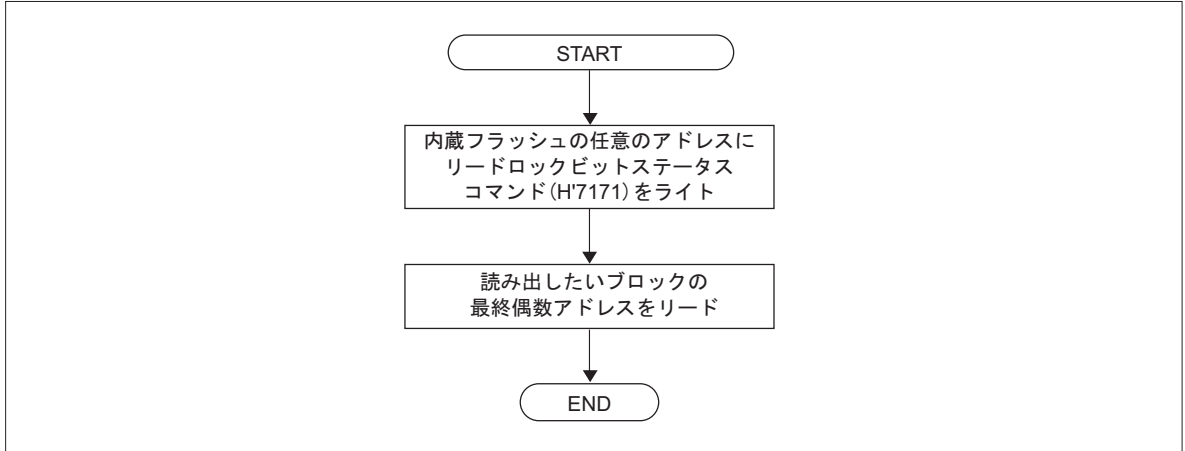 START
内蔵フラッシュの任意のアドレスに
リードロックビットステータス
コマンド(H'7171)をライト
読み出したいブロックの
最終偶数アドレスをリード
END